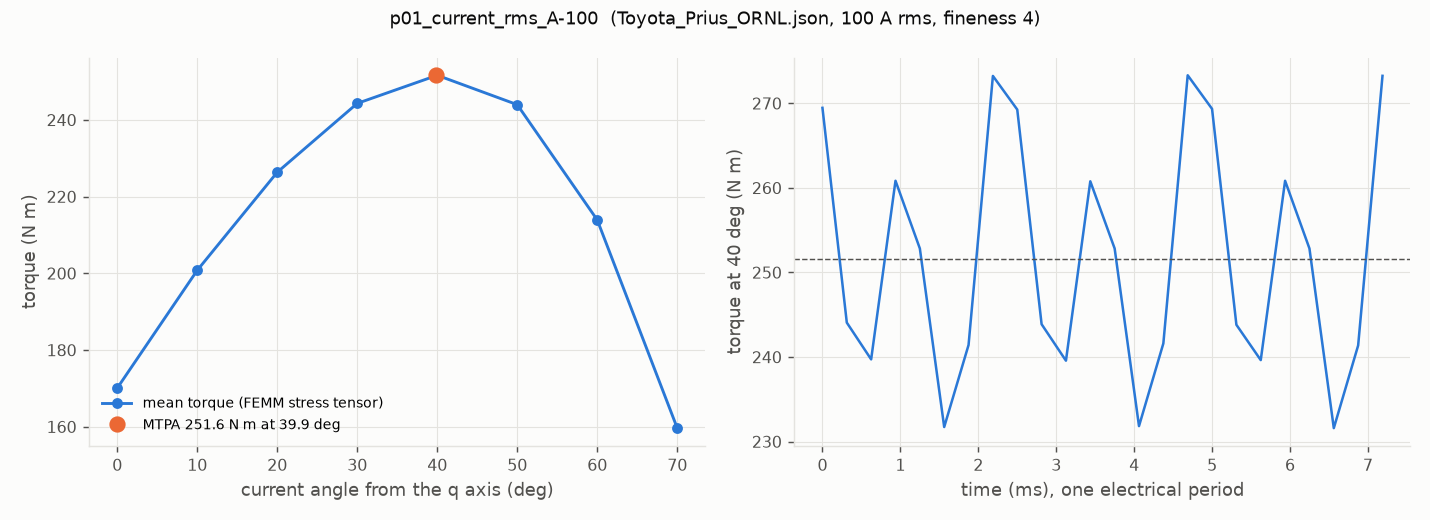 p01_current_rms_A-100  (Toyota_Prius_ORNL.json, 100 A rms, fineness 4)
torque (N m)
240
220
200
180
160
mean torque (FEMM stress tensor)
MTPA 251.6 N m at 39.9 deg
0 10 20 30 40 50 60 70
current angle from the q axis (deg)
torque at 40 deg (N m)
270
260
250
240
230
0 1 2 3 4 5 6 7
time (ms), one electrical period